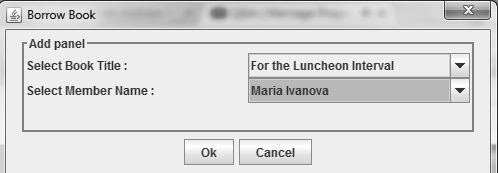 Borrow Book
Add panel
Select Book Title : For the Luncheon Interval
Select Member Name : Maria Ivanova
Ok Cancel